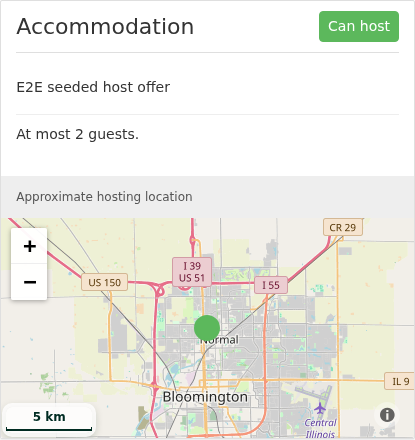 Accommodation
Can host
E2E seeded host offer
At most 2 guests.
Approximate hosting location
CR 29
+
I 39
US 51
US 150
I 55
−
Normal
IL 9
Bloomington
5 km
Central
Illinois
i